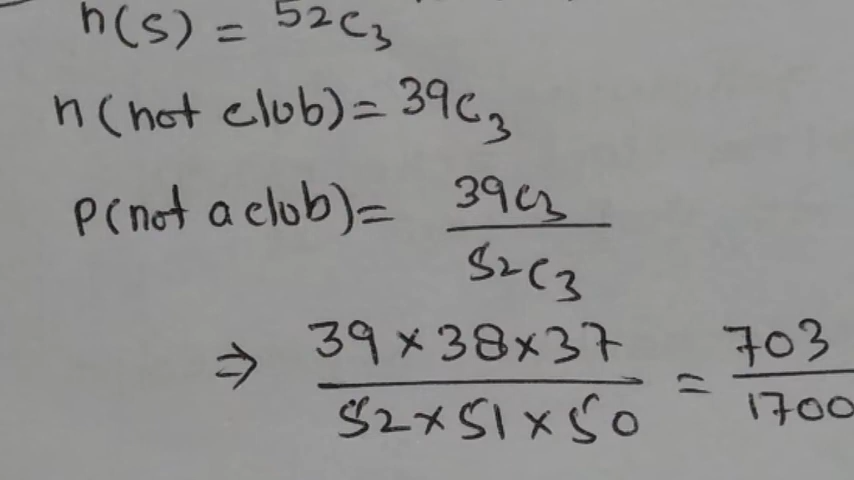 n(S) = 52C3
n(not club) = 39C3
P(not a club) = 39C3 / 52C3
⇒ 39×38×37 / 52×51×50 = 703 / 1700